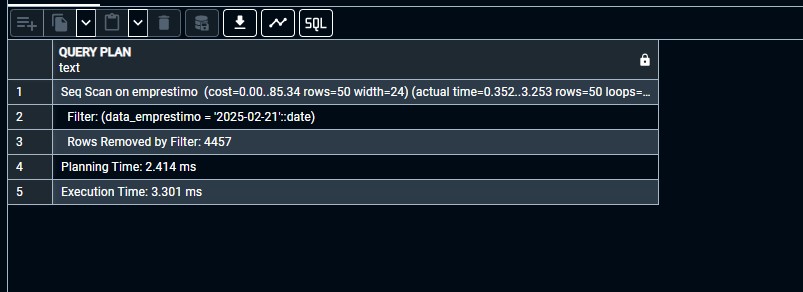 SQL
QUERY PLAN
text
1 Seq Scan on emprestimo (cost=0.00..85.34 rows=50 width=24) (actual time=0.352..3.253 rows=50 loops=...
2 Filter: (data_emprestimo = '2025-02-21'::date)
3 Rows Removed by Filter: 4457
4 Planning Time: 2.414 ms
5 Execution Time: 3.301 ms